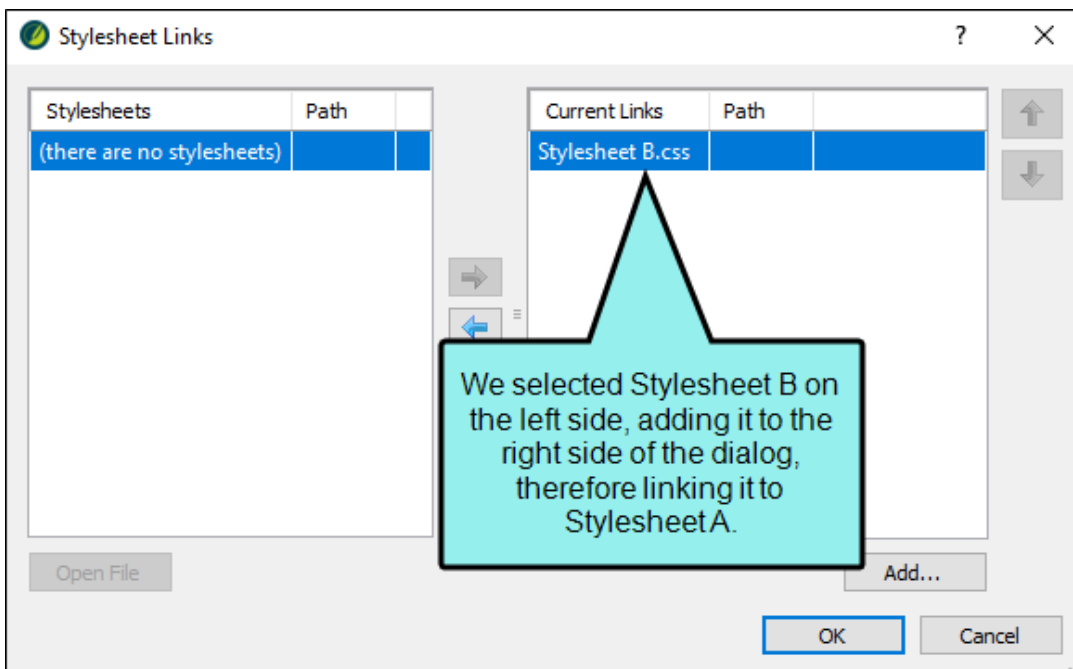 Stylesheet Links
?
Stylesheets Path
(there are no stylesheets)
Current Links Path
Stylesheet B.css
We selected Stylesheet B on
the left side, adding it to the
right side of the dialog,
therefore linking it to
Stylesheet A.
Open File
Add...
OK Cancel